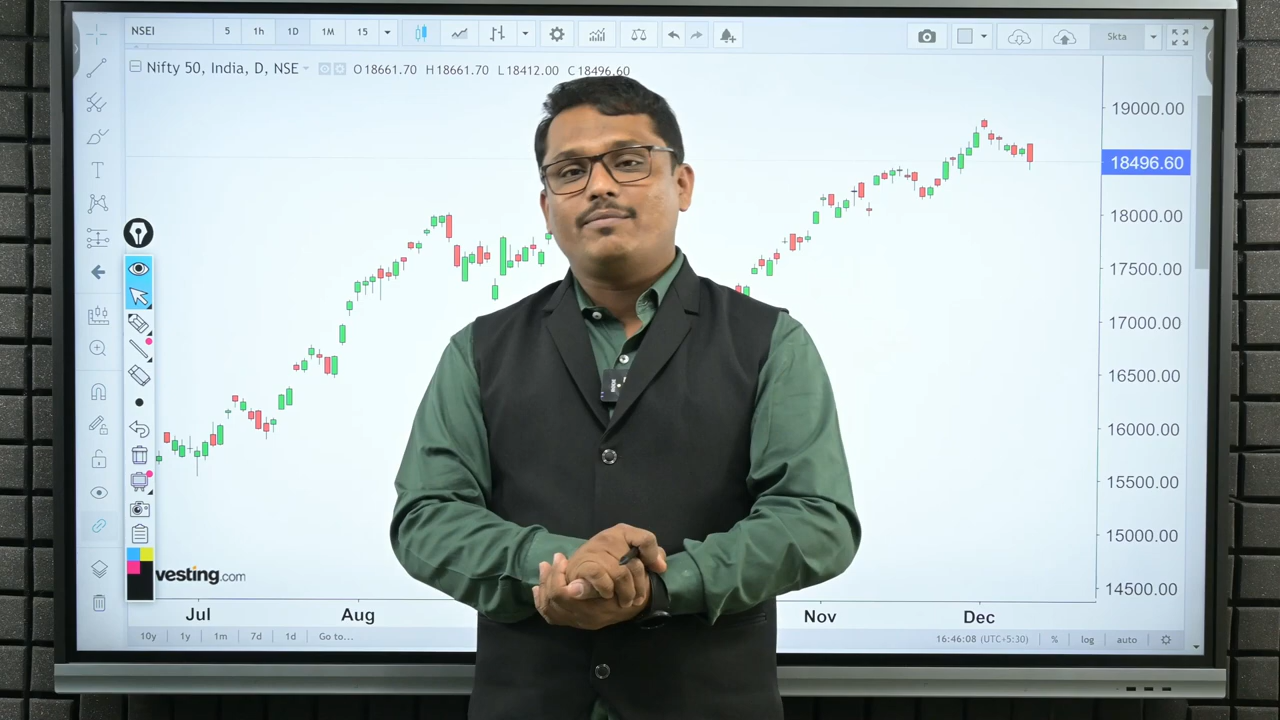 NSEI 5 1h 1D 1M 15 Skta
Nifty 50, India, D, NSE O18661.70 H18661.70 L18412.00 C18496.60
19000.00
18496.60
18000.00
17500.00
17000.00
16500.00
16000.00
15500.00
15000.00
14500.00
T
vesting.com
Jul Aug Nov Dec
10y 1y 1m 7d 1d Go to... 16:46:08 (UTC+5:30) % log auto